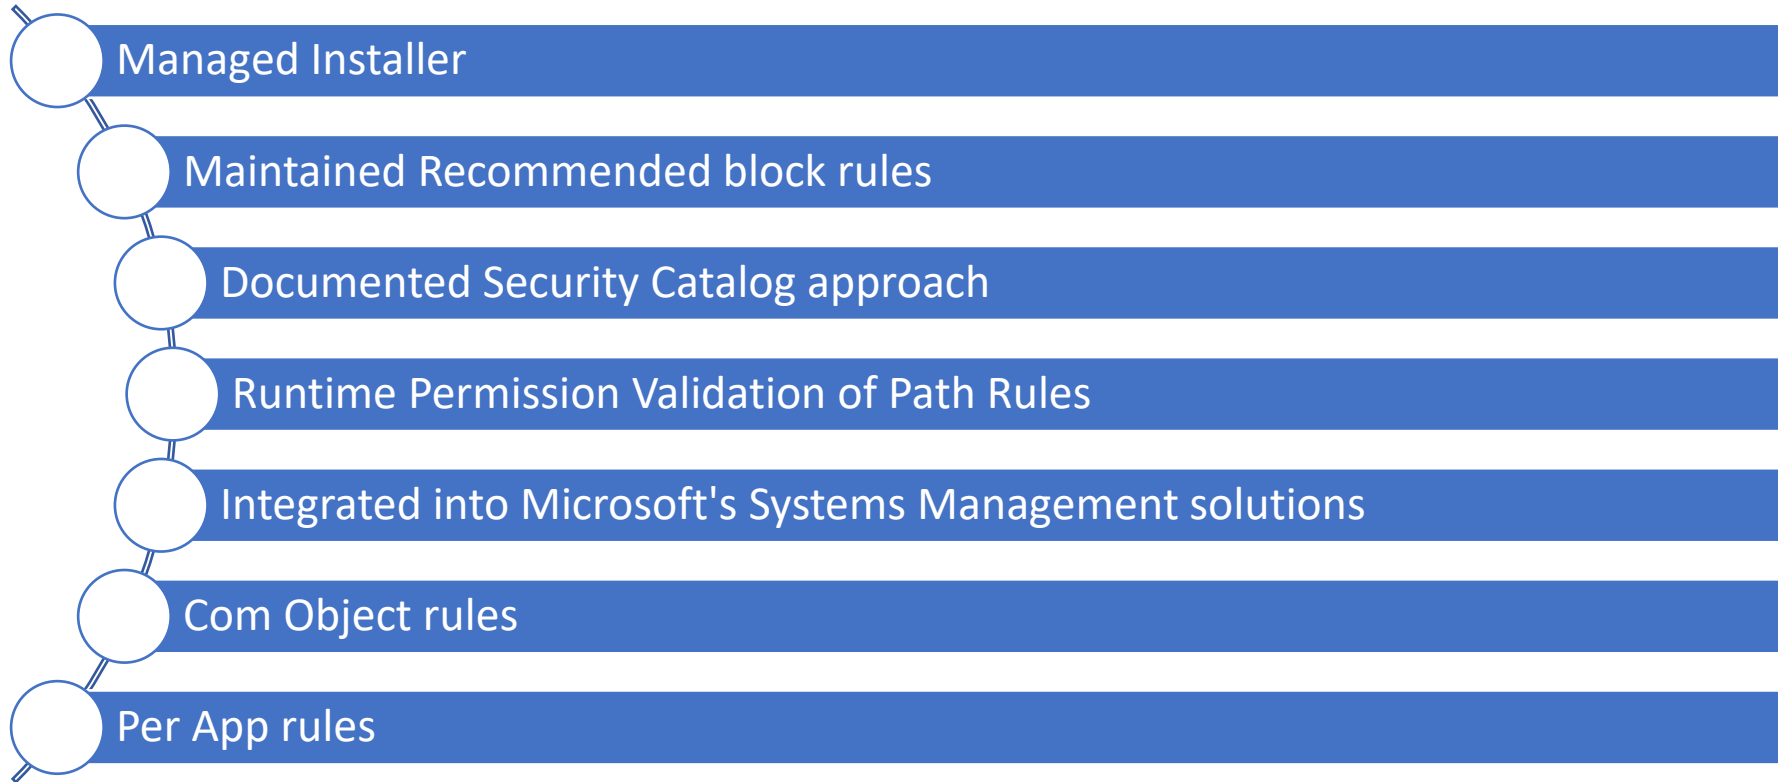 Managed Installer
Maintained Recommended block rules
Documented Security Catalog approach
Runtime Permission Validation of Path Rules
Integrated into Microsoft's Systems Management solutions
Com Object rules
Per App rules